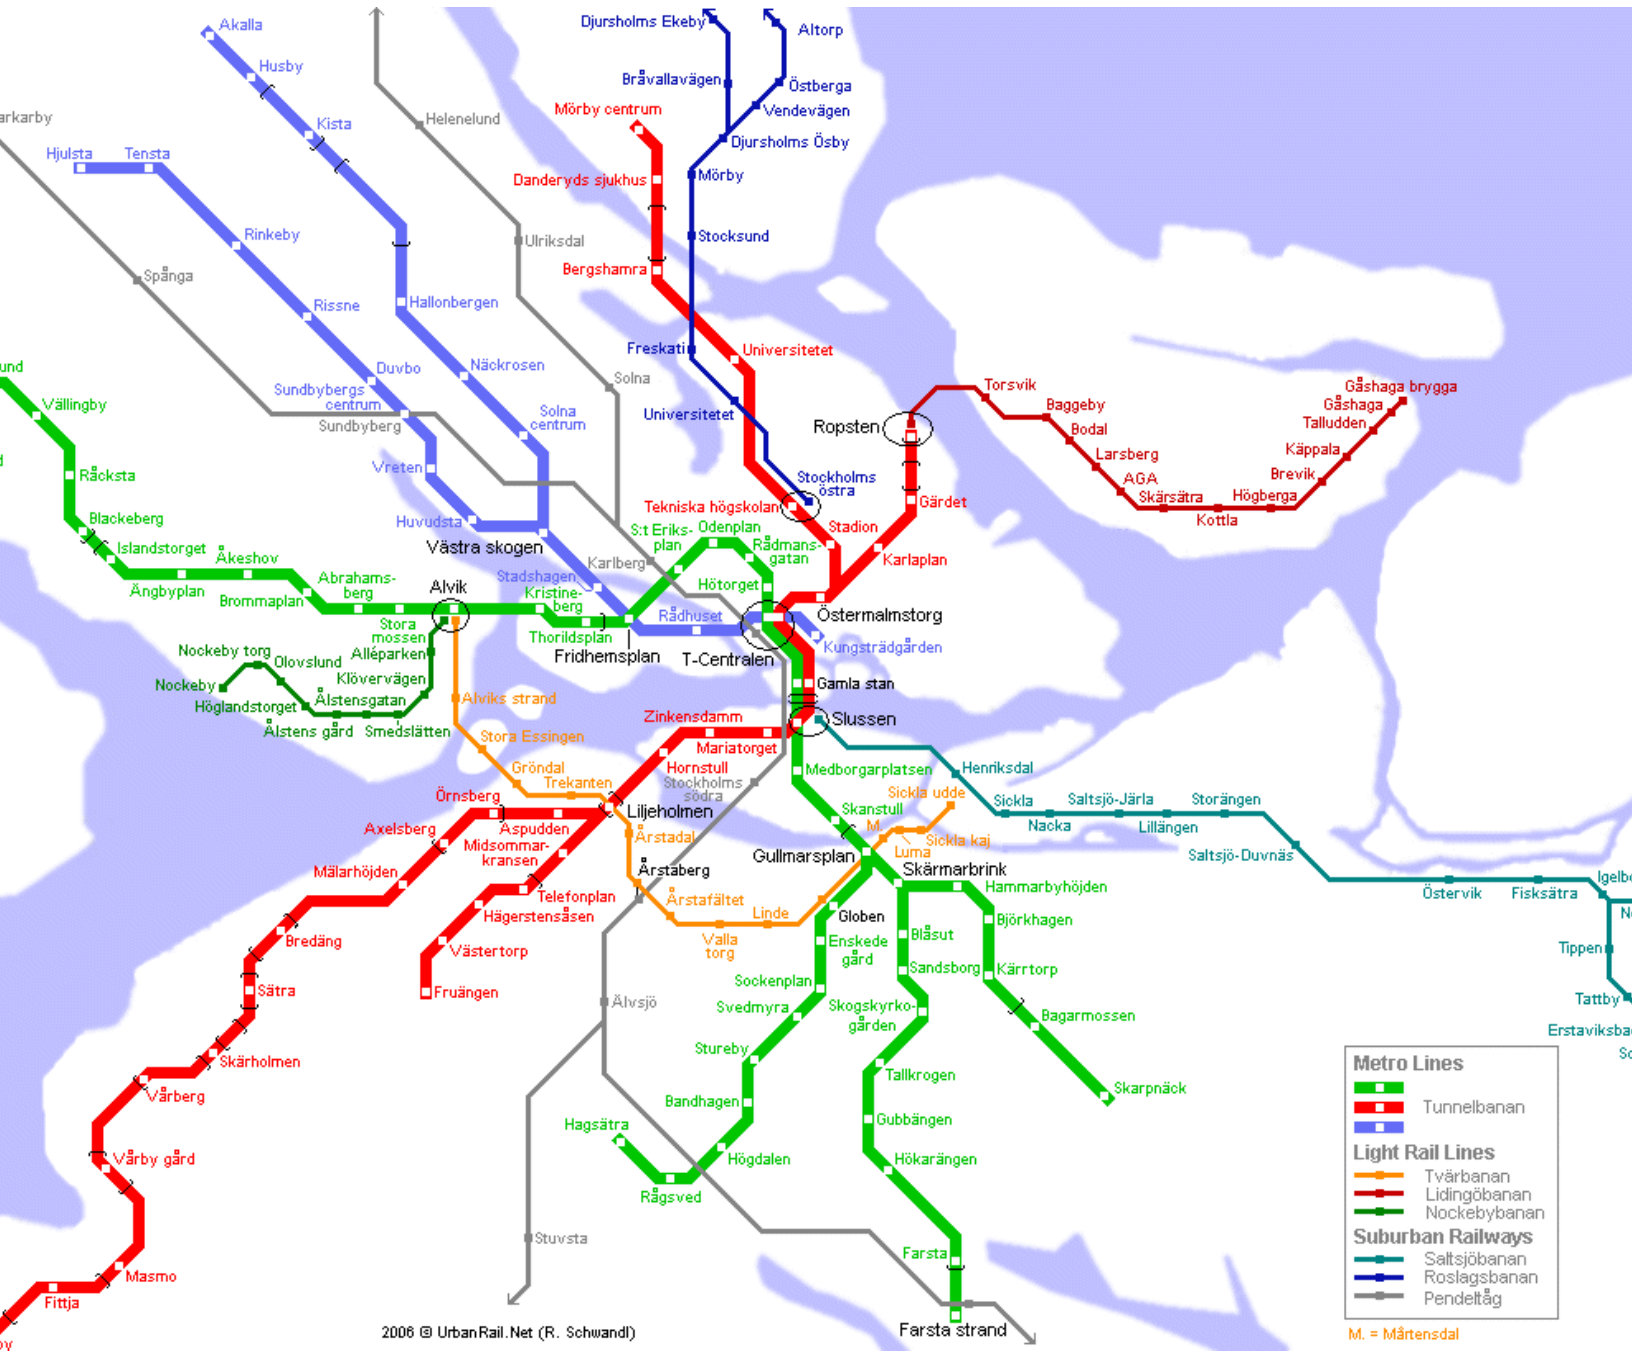 Akalla
Husby
Kista
Helenelund
arkarby
Hjulsta
Tensta
Rinkeby
Spånga
Rissne
Hallonbergen
Duvbo
Näckrosen
Sundbybergs
centrum
Sundbyberg
Solna
centrum
Vreten
Huvudsta
Västra skogen
Stadshagen
Ulriksdal
Solna
Karlberg
Djursholms Ekeby
Altorp
Bråvallavägen
Östberga
Vendevägen
Djursholms Ösby
Mörby centrum
Mörby
Danderyds sjukhus
Stocksund
Bergshamra
Freskati
Universitetet
Universitetet
Stockholms
östra
Tekniska högskolan
Stadion
Ropsten
Gärdet
Karlaplan
Torsvik
Baggeby
Bodal
Larsberg
AGA
Skärsätra
Kottla
Högberga
Brevik
Käppala
Talludden
Gåshaga
Gåshaga brygga
und
Vällingby
d
Råcksta
Blackeberg
Islandstorget
Ängbyplan
Åkeshov
Brommaplan
Abrahams-
berg
Stora
mossen
Alvik
Kristine-
berg
Thorildsplan
Fridhemsplan
S:t Eriks-
plan
Odenplan
Rådmans-
gatan
Hötorget
Rådhuset
T-Centralen
Östermalmstorg
Kungsträdgården
Gamla stan
Slussen
Nockeby torg
Nockeby
Olovslund
Höglandstorget
Ålstens gård
Ålstensgatan
Smedslätten
Klövervägen
Alléparken
Alviks strand
Stora Essingen
Gröndal
Trekanten
Zinkensdamm
Mariatorget
Hornstull
Stockholms
södra
Liljeholmen
Årstadal
Årstaberg
Årstafältet
Valla
torg
Linde
Örnsberg
Aspudden
Axelsberg
Midsommar-
kransen
Mälarhöjden
Telefonplan
Hägerstensåsen
Bredäng
Västertorp
Fruängen
Sätra
Skärholmen
Vårberg
Vårby gård
Masmo
Fittja
by
Medborgarplatsen
Skanstull
Sickla udde
M.
Luma
Sickla kaj
Gullmarsplan
Skärmarbrink
Hammarbyhöjden
Björkhagen
Kärrtorp
Bagarmossen
Skarpnäck
Globen
Enskede
gård
Sockenplan
Svedmyra
Stureby
Bandhagen
Högdalen
Rågsved
Hagsätra
Blåsut
Sandsborg
Skogskyrko-
gården
Tallkrogen
Gubbängen
Hökarängen
Farsta
Farsta strand
Älvsjö
Stuvsta
Henriksdal
Sickla
Nacka
Saltsjö-Järla
Lillängen
Storängen
Saltsjö-Duvnäs
Östervik
Fisksätra
Igelbo
Ne
Tippen
Tattby
Erstaviksba
So
Metro Lines
Tunnelbanan
Light Rail Lines
Tvärbanan
Lidingöbanan
Nockebybanan
Suburban Railways
Saltsjöbanan
Roslagsbanan
Pendeltåg
M. = Mårtensdal
2006 © UrbanRail.Net (R. Schwandl)